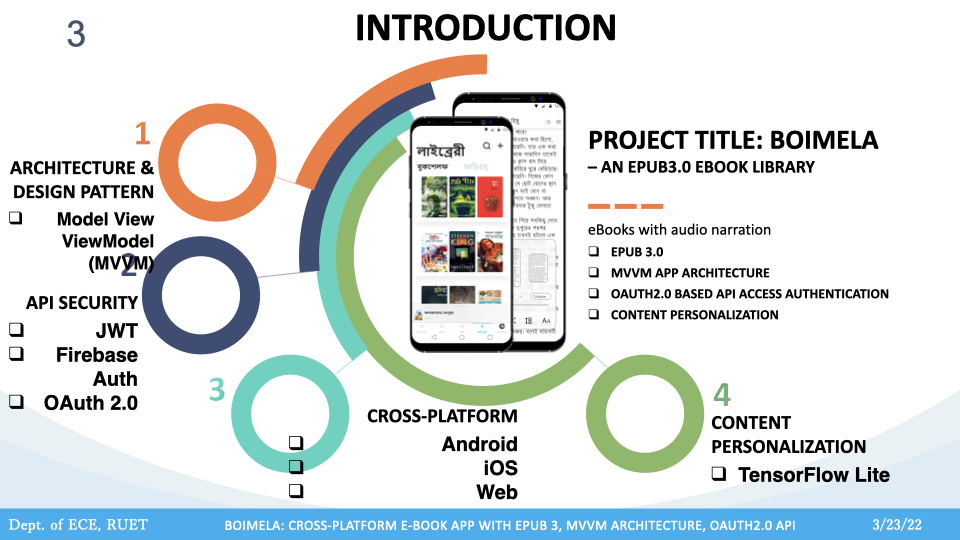 3
INTRODUCTION
1
ARCHITECTURE &
DESIGN PATTERN
❑ Model View
ViewModel
(MVVM)
2
API SECURITY
❑ JWT
❑ Firebase
Auth
❑ OAuth 2.0
3
CROSS-PLATFORM
❑ Android
❑ iOS
❑ Web
লাইব্রেরী
বুকশেলফ
STEPHEN
KING
Collapse
AA
PROJECT TITLE: BOIMELA
– AN EPUB3.0 EBOOK LIBRARY
eBooks with audio narration
❑ EPUB 3.0
❑ MVVM APP ARCHITECTURE
❑ OAUTH2.0 BASED API ACCESS AUTHENTICATION
❑ CONTENT PERSONALIZATION
4
CONTENT
PERSONALIZATION
❑ TensorFlow Lite
Dept. of ECE, RUET
BOIMELA: CROSS-PLATFORM E-BOOK APP WITH EPUB 3, MVVM ARCHITECTURE, OAUTH2.0 API
3/23/22